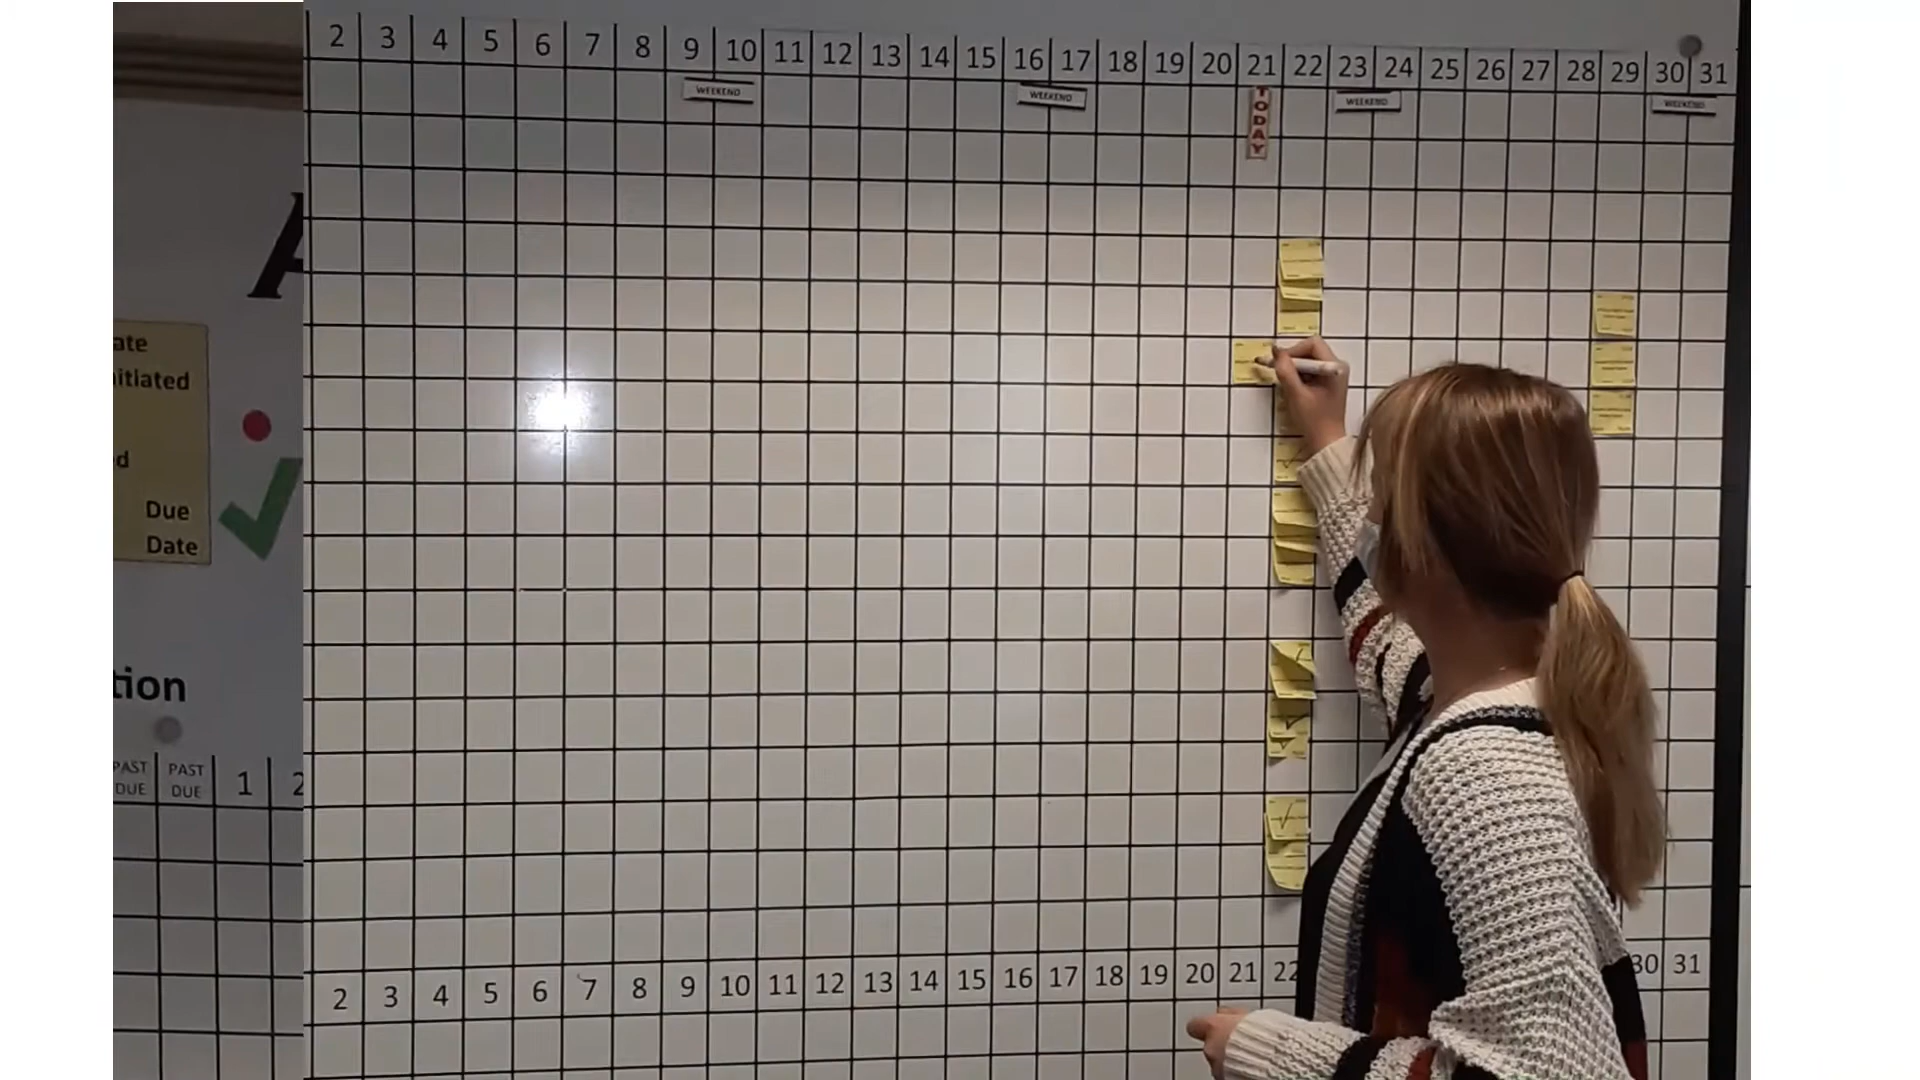 2 3 4 5 6 7 8 9 10 11 12 13 14 15 16 17 18 19 20 21 22 23 24 25 26 27 28 29 30 31
WEEKEND WEEKEND WEEKEND WEEKEND
TODAY
A
ate
itiated
d
Due
Date
tion
PAST DUE PAST DUE 1 2
2 3 4 5 6 7 8 9 10 11 12 13 14 15 16 17 18 19 20 21 22 30 31